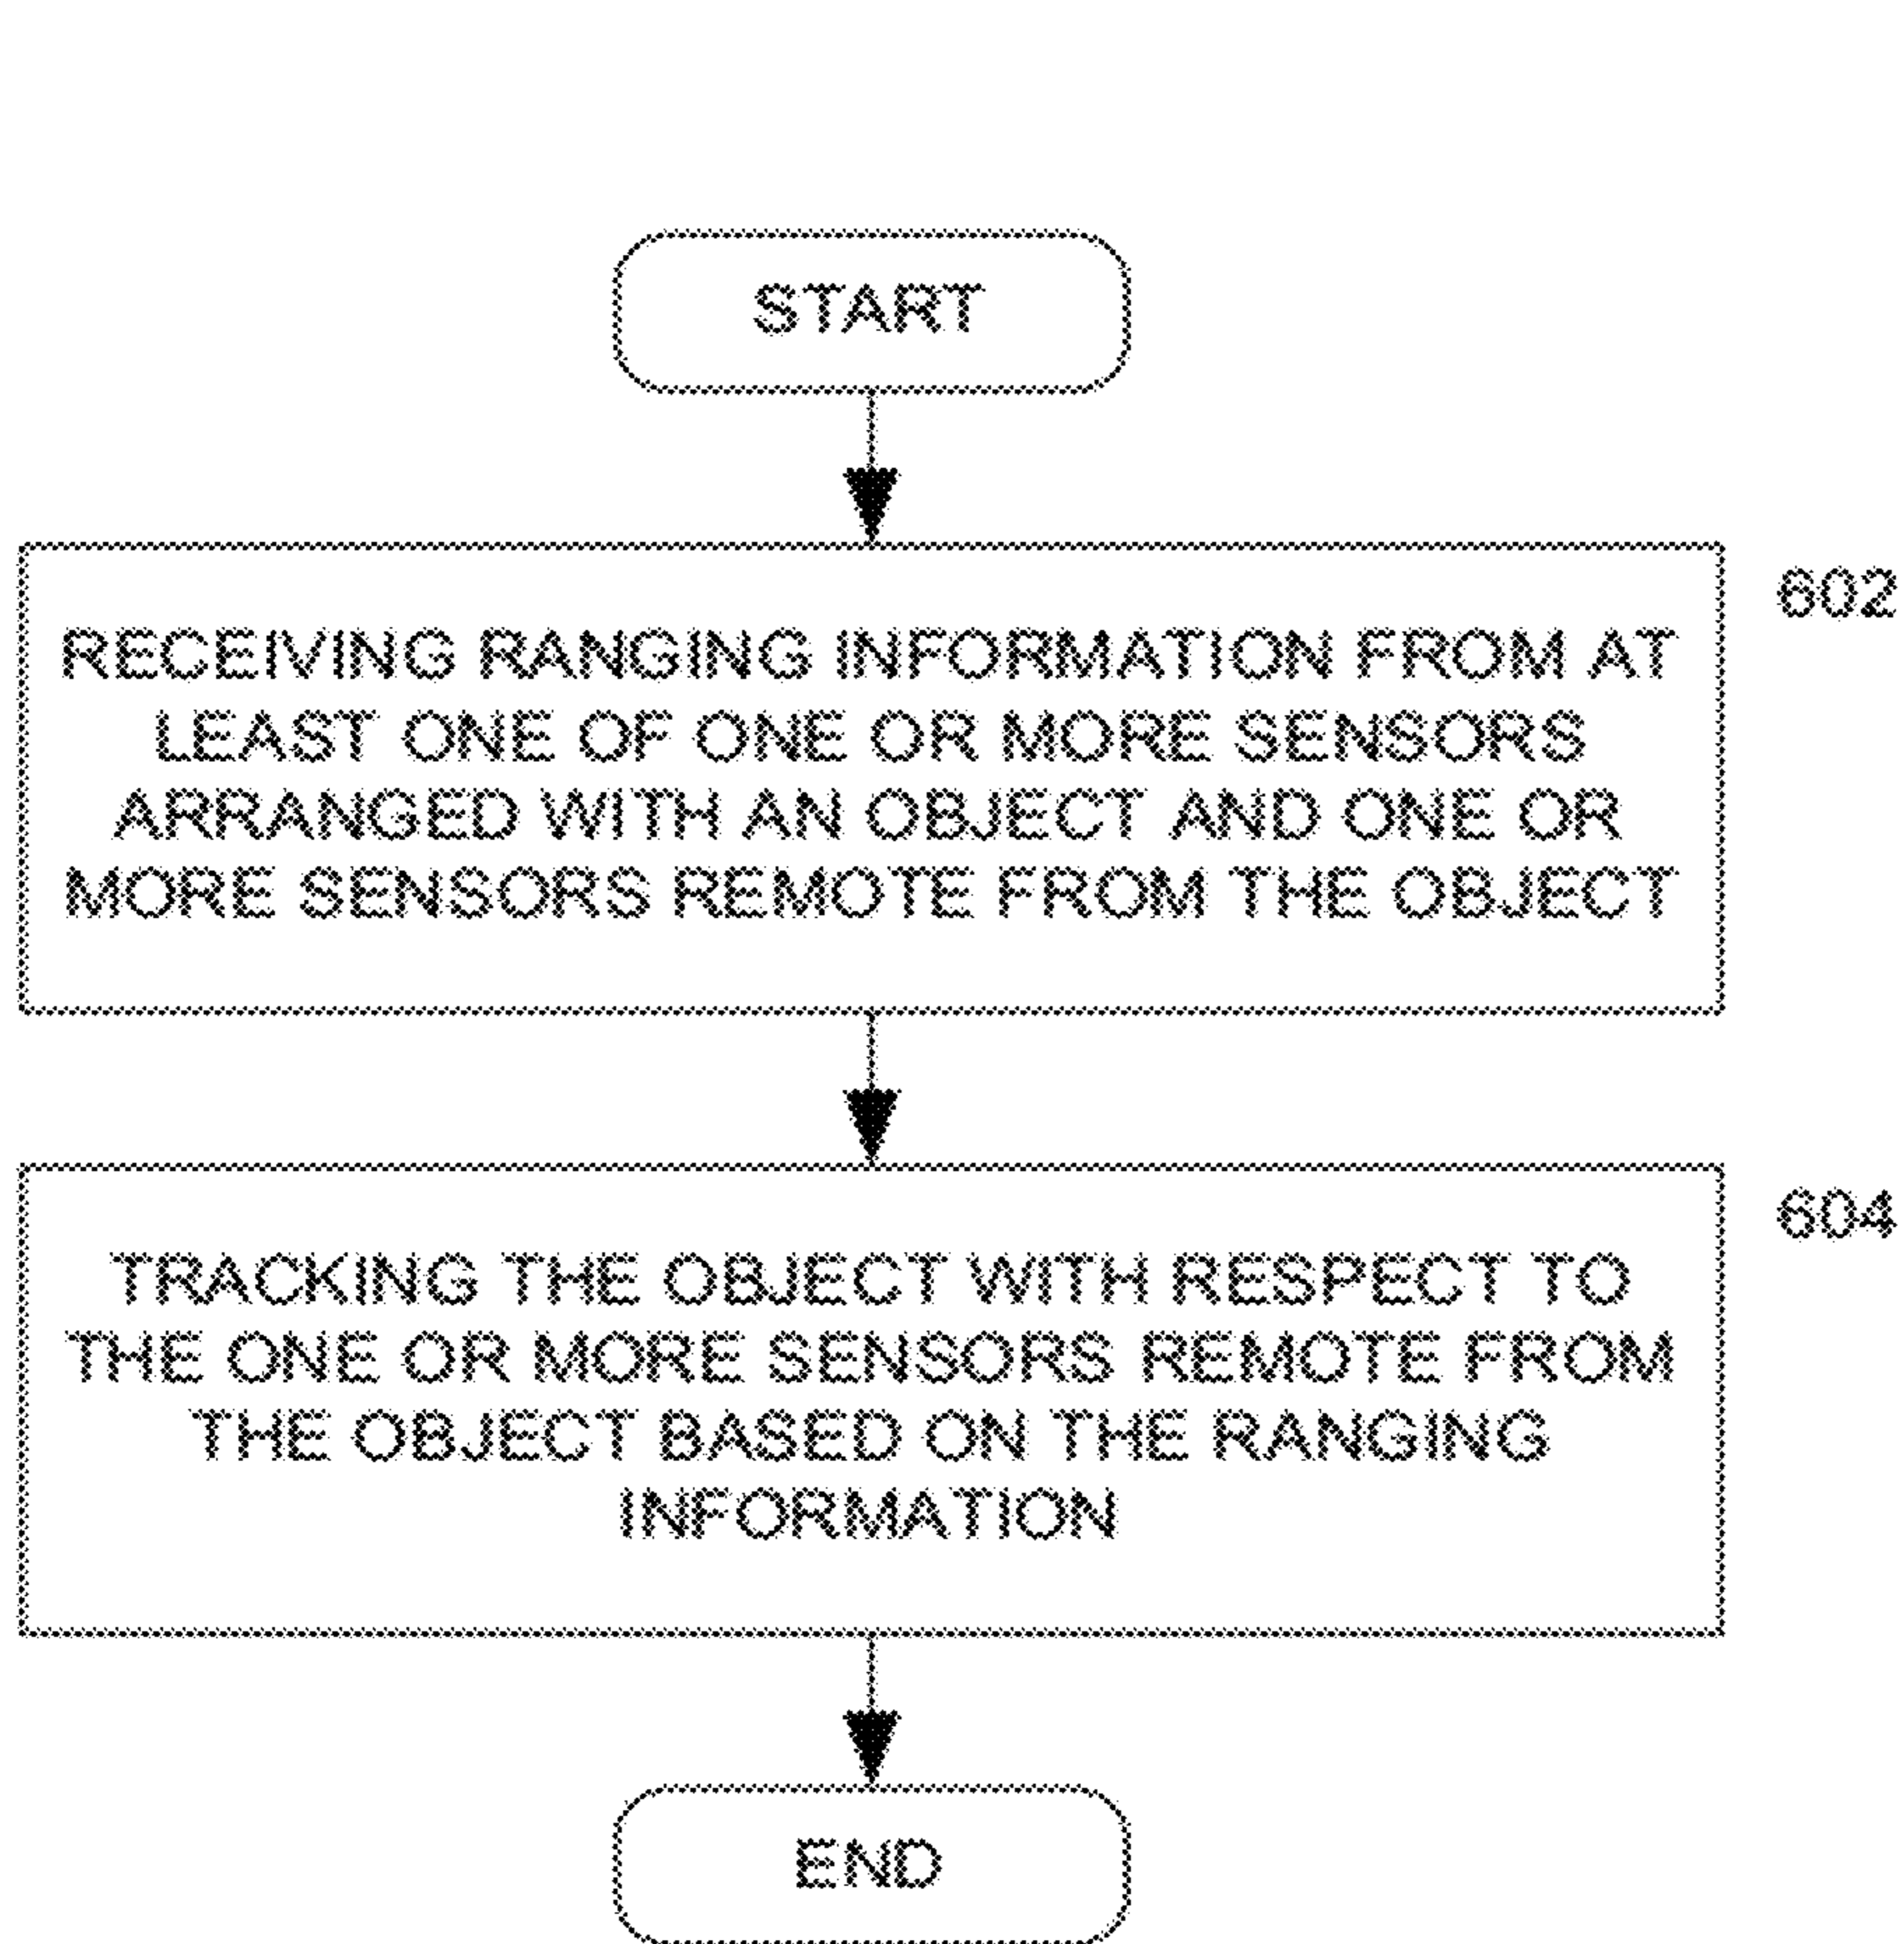 START
602
RECEIVING RANGING INFORMATION FROM AT
LEAST ONE OF ONE OR MORE SENSORS
ARRANGED WITH AN OBJECT AND ONE OR
MORE SENSORS REMOTE FROM THE OBJECT
604
TRACKING THE OBJECT WITH RESPECT TO
THE ONE OR MORE SENSORS REMOTE FROM
THE OBJECT BASED ON THE RANGING
INFORMATION
END